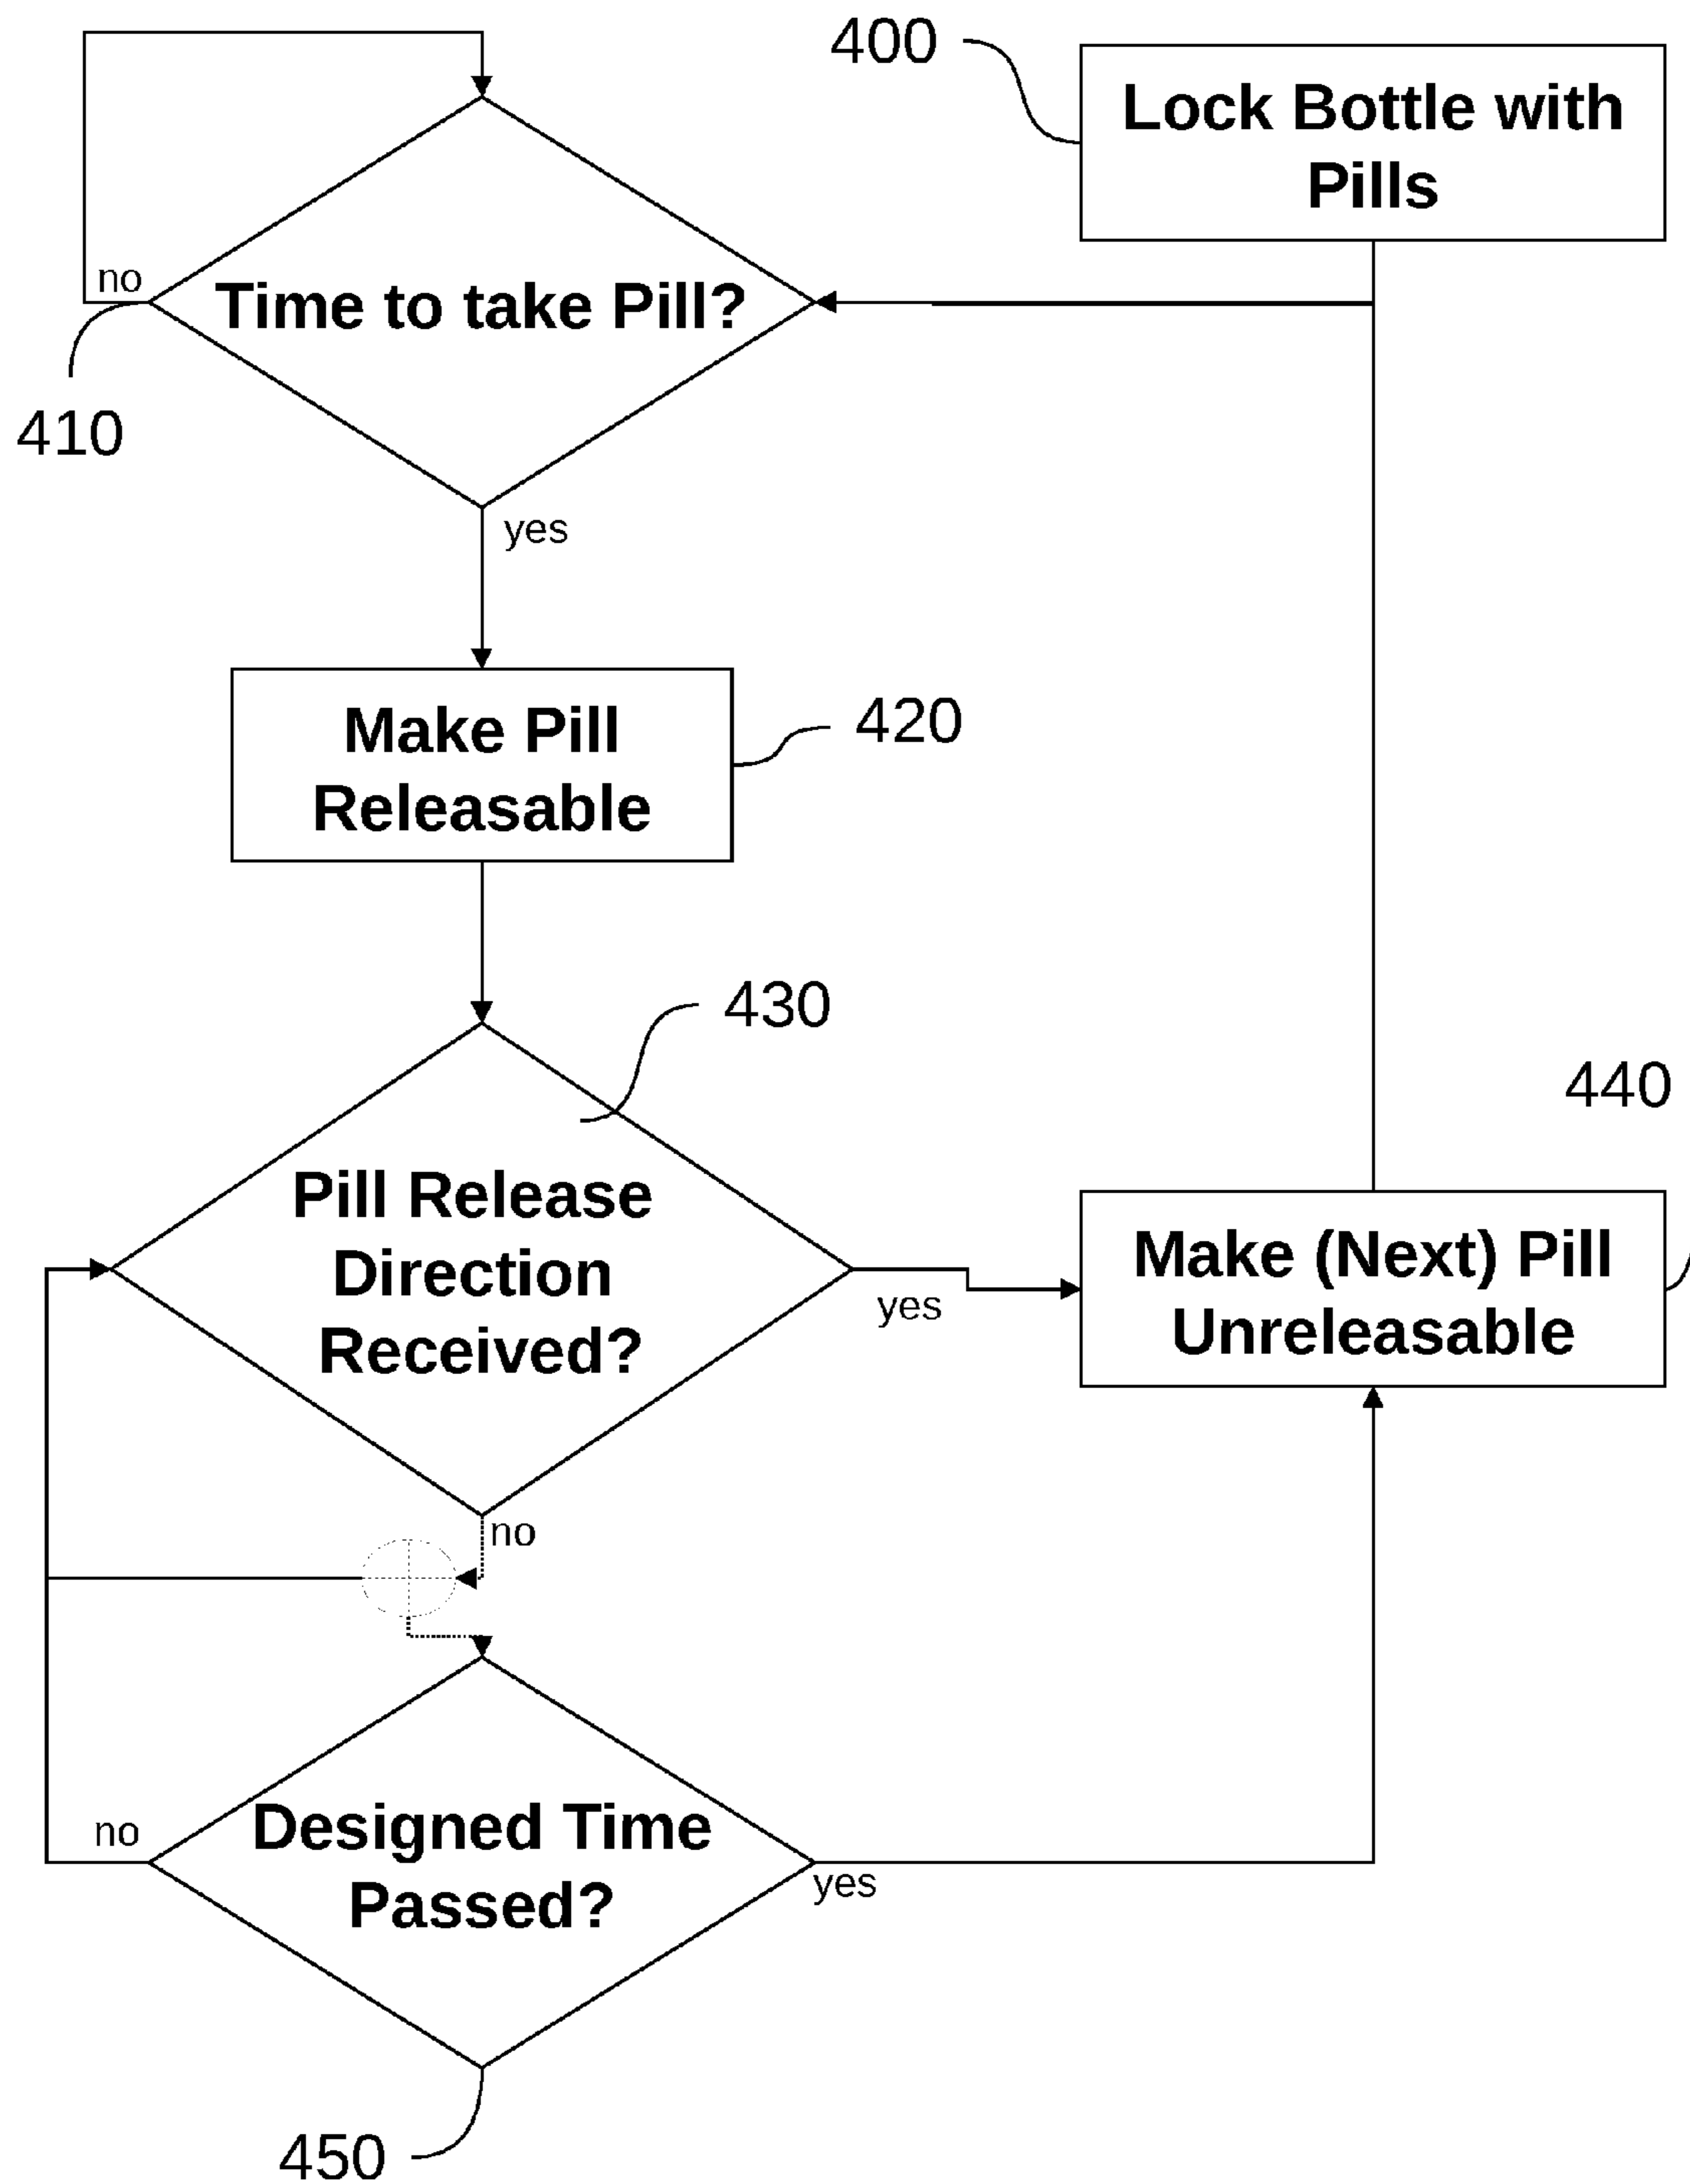 400
Lock Bottle with
Pills
no
Time to take Pill?
410
yes
Make Pill
Releasable
420
430
Pill Release
Direction
Received?
yes
440
Make (Next) Pill
Unreleasable
no
no
Designed Time
Passed?
yes
450